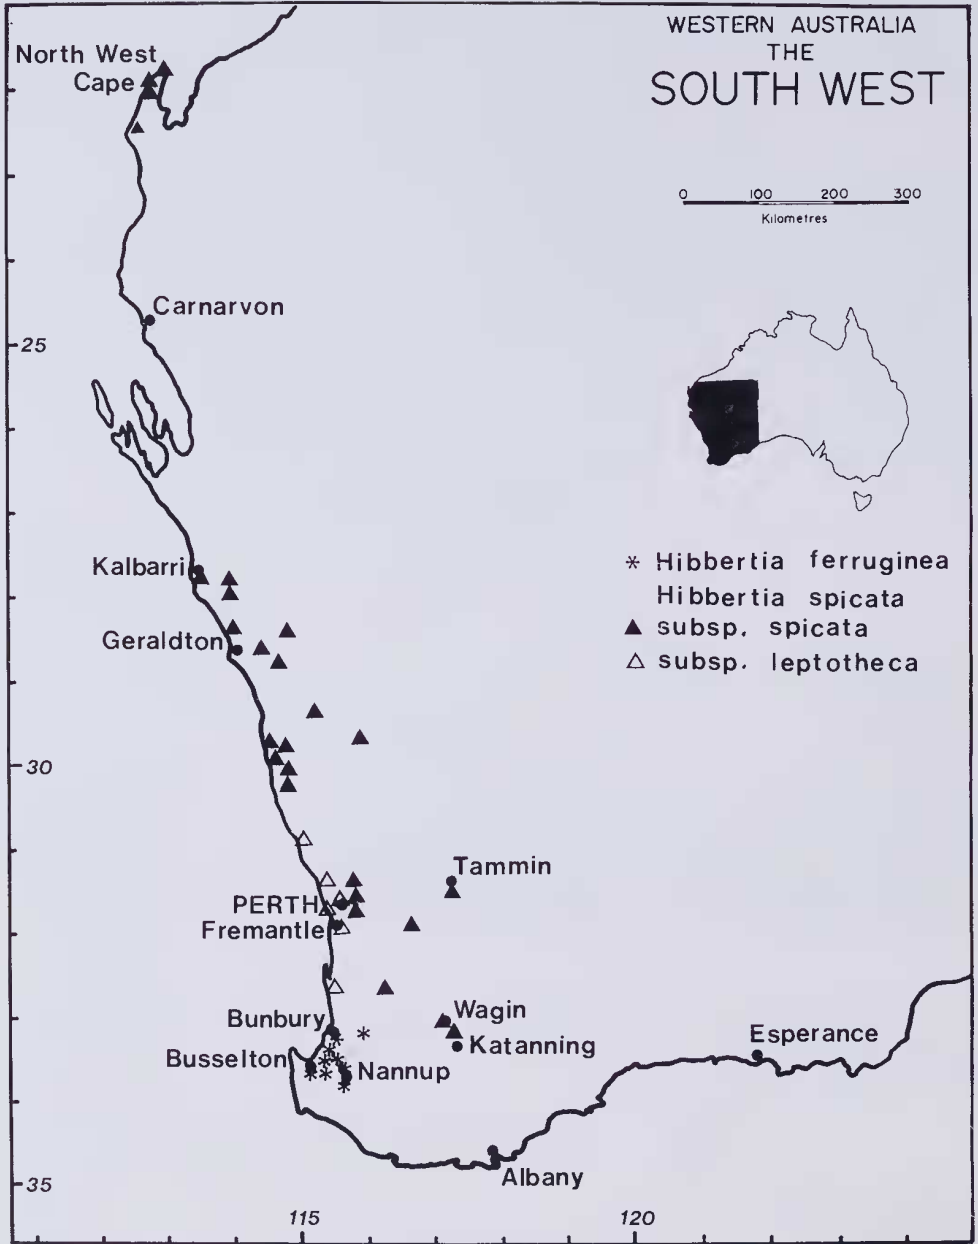 WESTERN AUSTRALIA
THE
SOUTH WEST
0 100 200 300
Kilometres
North West
Cape
Carnarvon
25
Kalbarri
Geraldton
* Hibbertia ferruginea
Hibbertia spicata
▲ subsp. spicata
△ subsp. leptotheca
30
Tammin
PERTH
Fremantle
Bunbury
Wagin
Katanning
Busselton
Nannup
Esperance
Albany
35
115
120